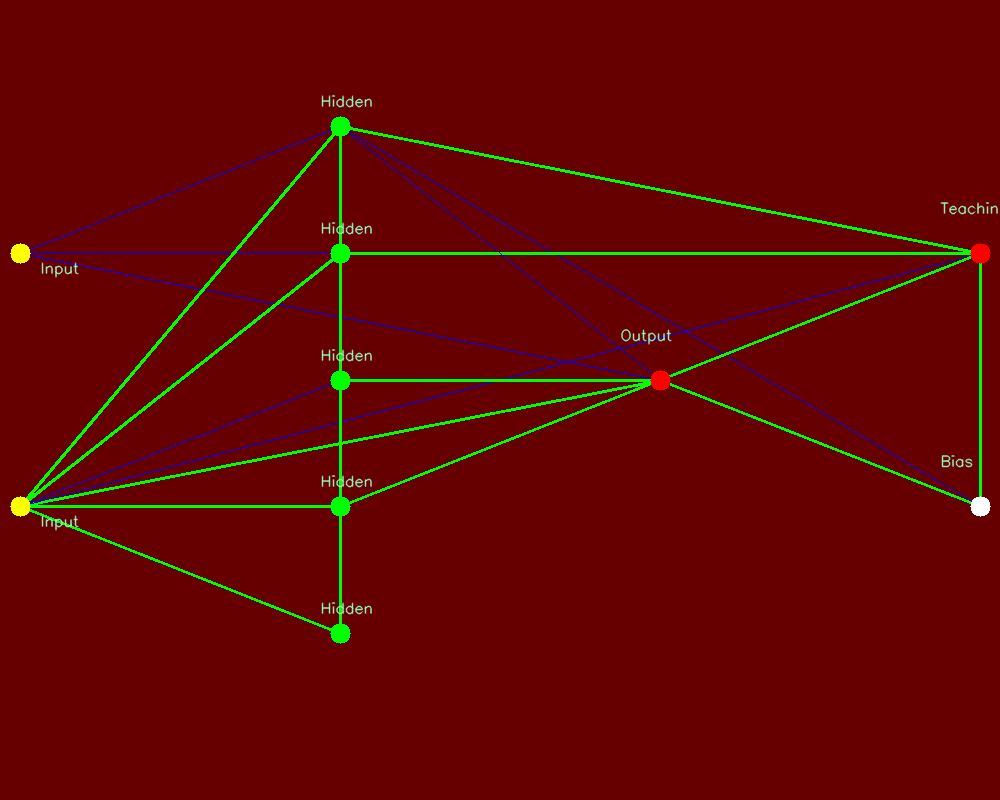 Hidden
Teachin
Hidden
Input
Output
Hidden
Bias
Hidden
Input
Hidden